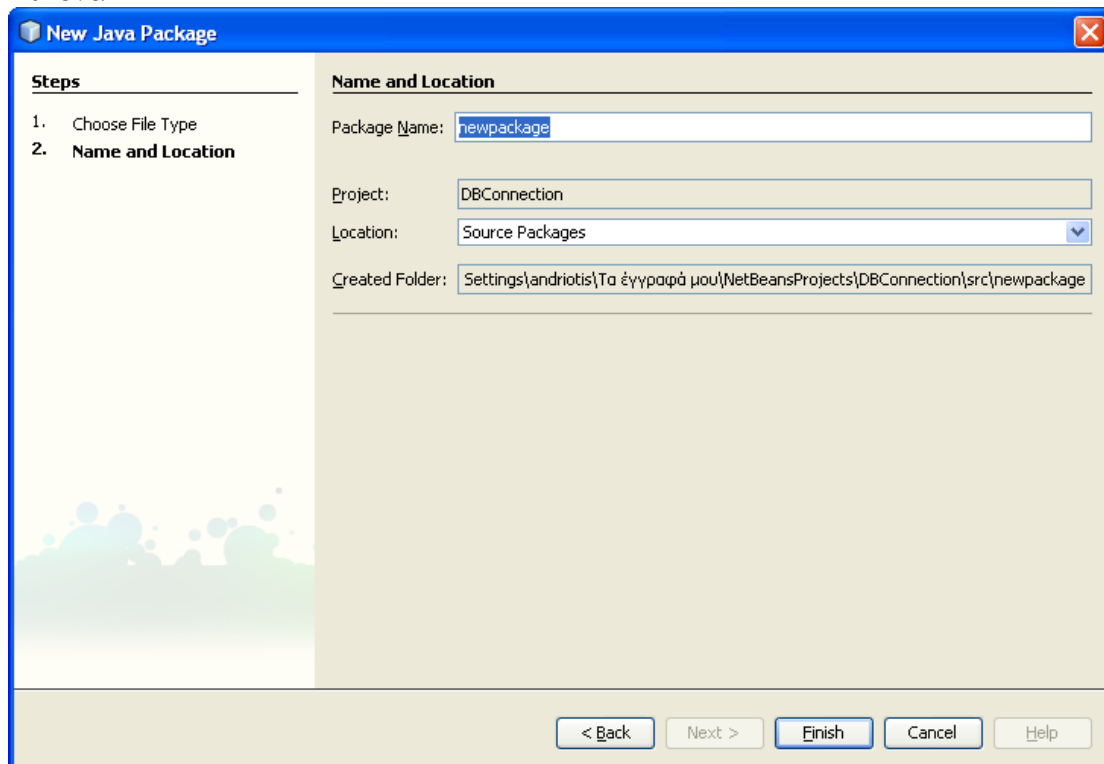 New Java Package
Steps
1. Choose File Type
2. Name and Location
Name and Location
Package Name: newpackage
Project: DBConnection
Location: Source Packages
Created Folder: Settings\andriotis\Τα έγγραφά μου\NetBeansProjects\DBConnection\src\newpackage
< Back Next > Finish Cancel Help